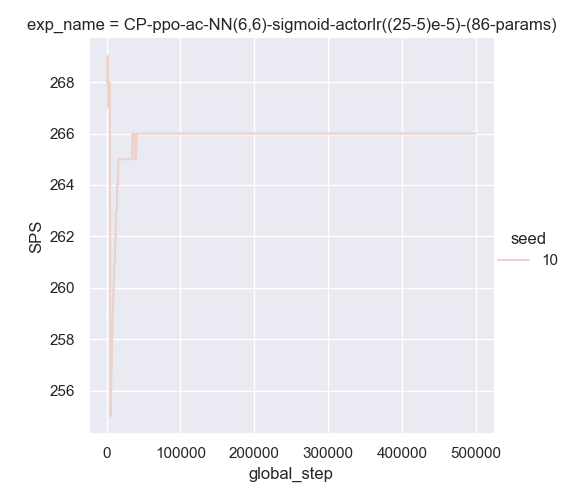 exp_name = CP-ppo-ac-NN(6,6)-sigmoid-actorlr((25-5)e-5)-(86-params)
268
266
264
262
260
258
256
SPS
seed
10
0 100000 200000 300000 400000 500000
global_step